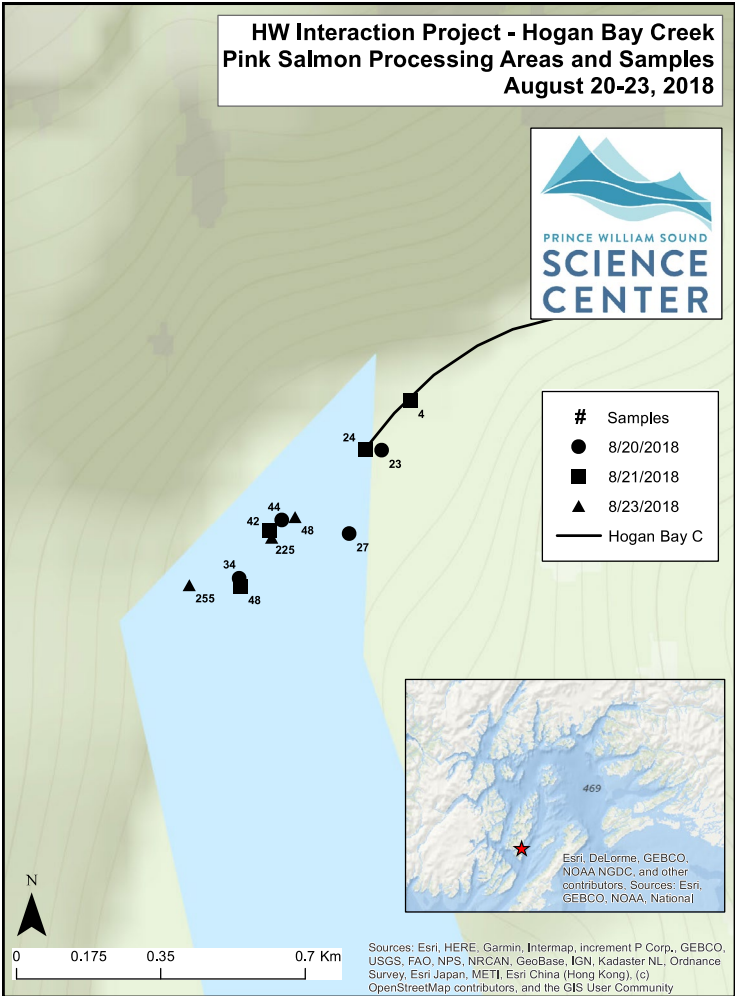 HW Interaction Project - Hogan Bay Creek
Pink Salmon Processing Areas and Samples
August 20-23, 2018
PRINCE WILLIAM SOUND
SCIENCE
CENTER
4
24
23
# Samples
8/20/2018
8/21/2018
8/23/2018
Hogan Bay C
44
48
42
27
225
34
255
48
469
Esri, DeLorme, GEBCO,
NOAA NGDC, and other
contributors, Sources: Esri,
GEBCO, NOAA, National
N
0 0.175 0.35 0.7 Km
Sources: Esri, HERE, Garmin, Intermap, increment P Corp., GEBCO,
USGS, FAO, NPS, NRCAN, GeoBase, IGN, Kadaster NL, Ordnance
Survey, Esri Japan, METI, Esri China (Hong Kong), (c)
OpenStreetMap contributors, and the GIS User Community